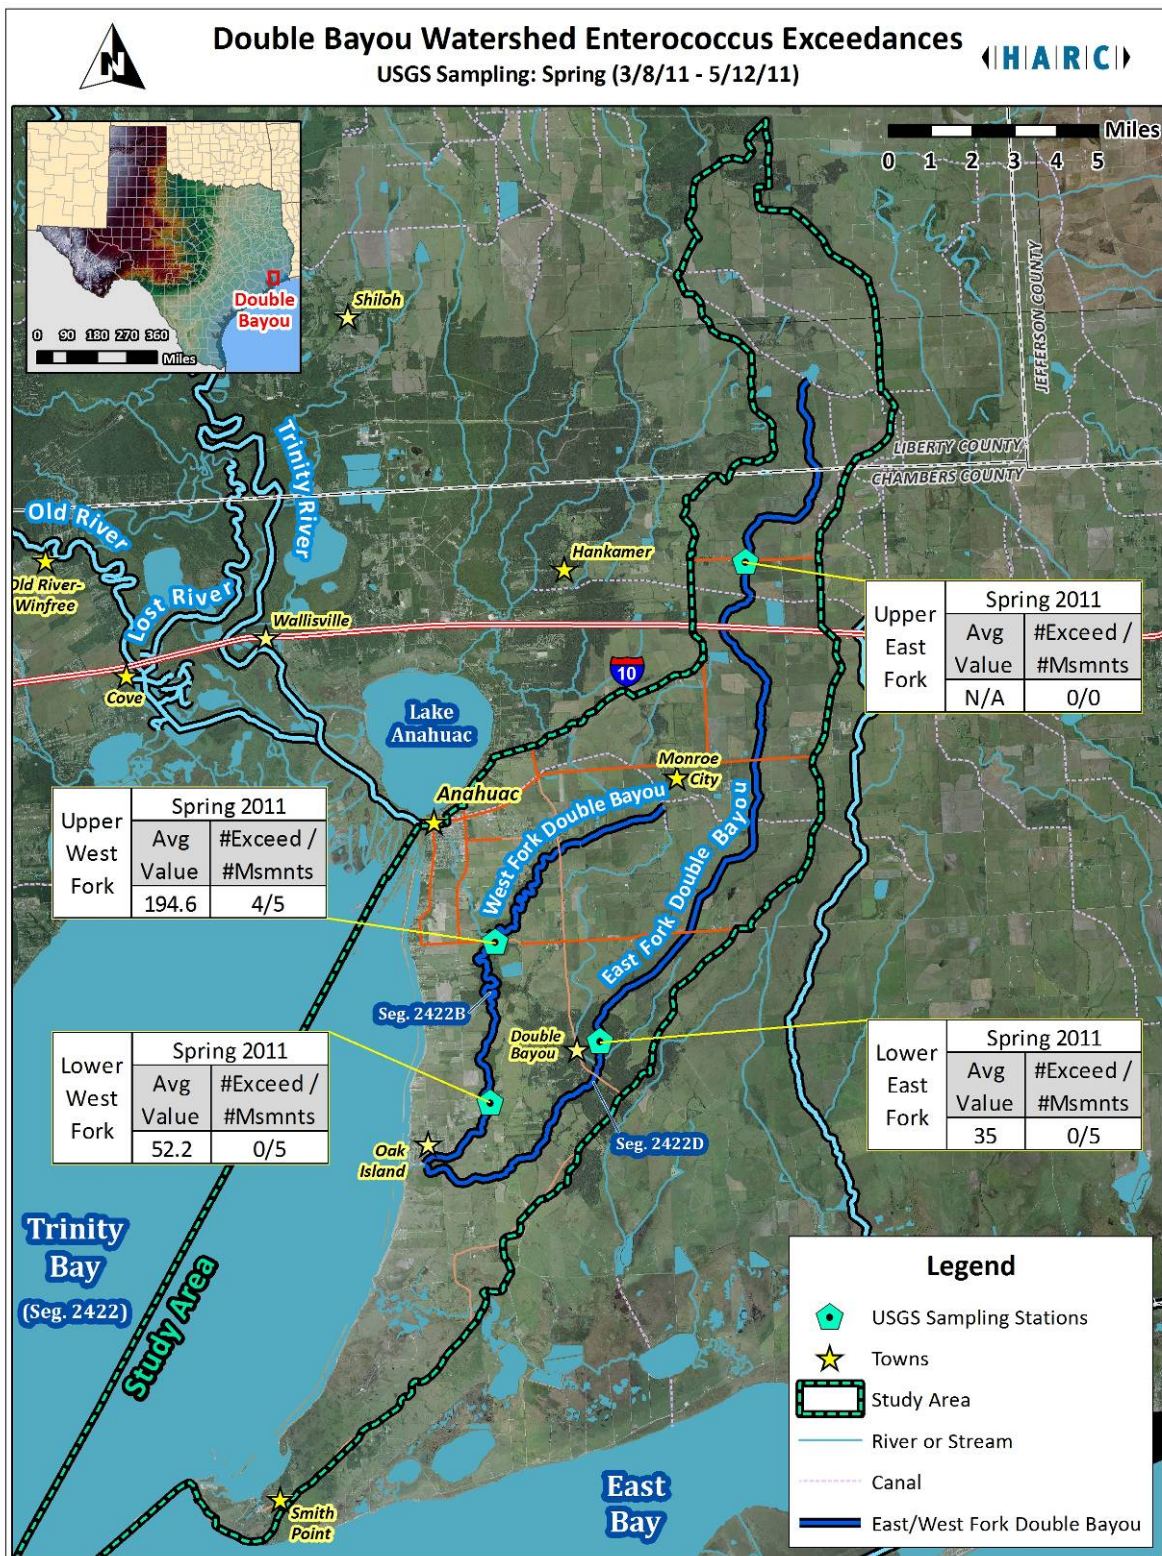 N
Double Bayou Watershed Enterococcus Exceedances
USGS Sampling: Spring (3/8/11 - 5/12/11)
HARC
Miles
0 1 2 3 4 5
Double
Bayou
0 90 180 270 360
Miles
Shiloh
JEFFERSON COUNTY
LIBERTY COUNTY
CHAMBERS COUNTY
Trinity River
Old River
Old River-
Winfree
Lost River
Wallisville
Hankamer
Cove
10
Lake
Anahuac
Upper
East
Fork
Spring 2011
Avg
Value
#Exceed /
#Msmnts
N/A
0/0
Monroe
City
Anahuac
West Fork Double Bayou
East Fork Double Bayou
Upper
West
Fork
Spring 2011
Avg
Value
#Exceed /
#Msmnts
194.6
4/5
Seg. 2422B
Double
Bayou
Lower
West
Fork
Spring 2011
Avg
Value
#Exceed /
#Msmnts
52.2
0/5
Lower
East
Fork
Spring 2011
Avg
Value
#Exceed /
#Msmnts
35
0/5
Oak
Island
Seg. 2422D
Trinity
Bay
(Seg. 2422)
Study Area
Smith
Point
East
Bay
Legend
USGS Sampling Stations
Towns
Study Area
River or Stream
Canal
East/West Fork Double Bayou